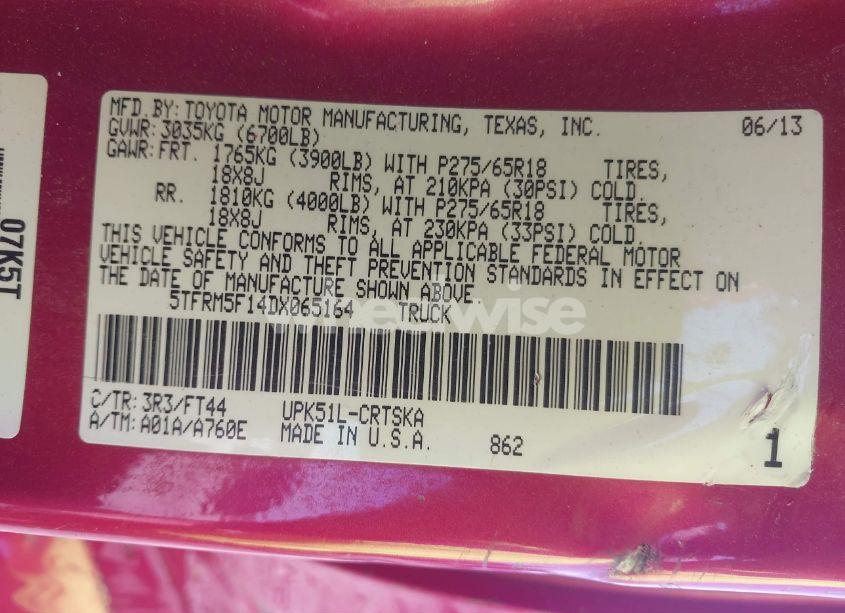 MFD.BY:TOYOTA MOTOR MANUFACTURING, TEXAS, INC. 06/13
GVWR:3035KG (6700LB)
GAWR:FRT. 1765KG (3900LB) WITH P275/65R18 TIRES,
18X8J RIMS, AT 210KPA (30PSI) COLD.
RR. 1810KG (4000LB) WITH P275/65R18 TIRES,
18X8J RIMS, AT 230KPA (33PSI) COLD.
THIS VEHICLE CONFORMS TO ALL APPLICABLE FEDERAL MOTOR
VEHICLE SAFETY AND THEFT PREVENTION STANDARDS IN EFFECT ON
THE DATE OF MANUFACTURE SHOWN ABOVE.
5TFRM5F14DX065164 TRUCK
wheelwise
C/TR:3R3/FT44 UPK51L-CRTSKA
A/TM:A01A/A760E MADE IN U.S.A. 862
1
07K5T